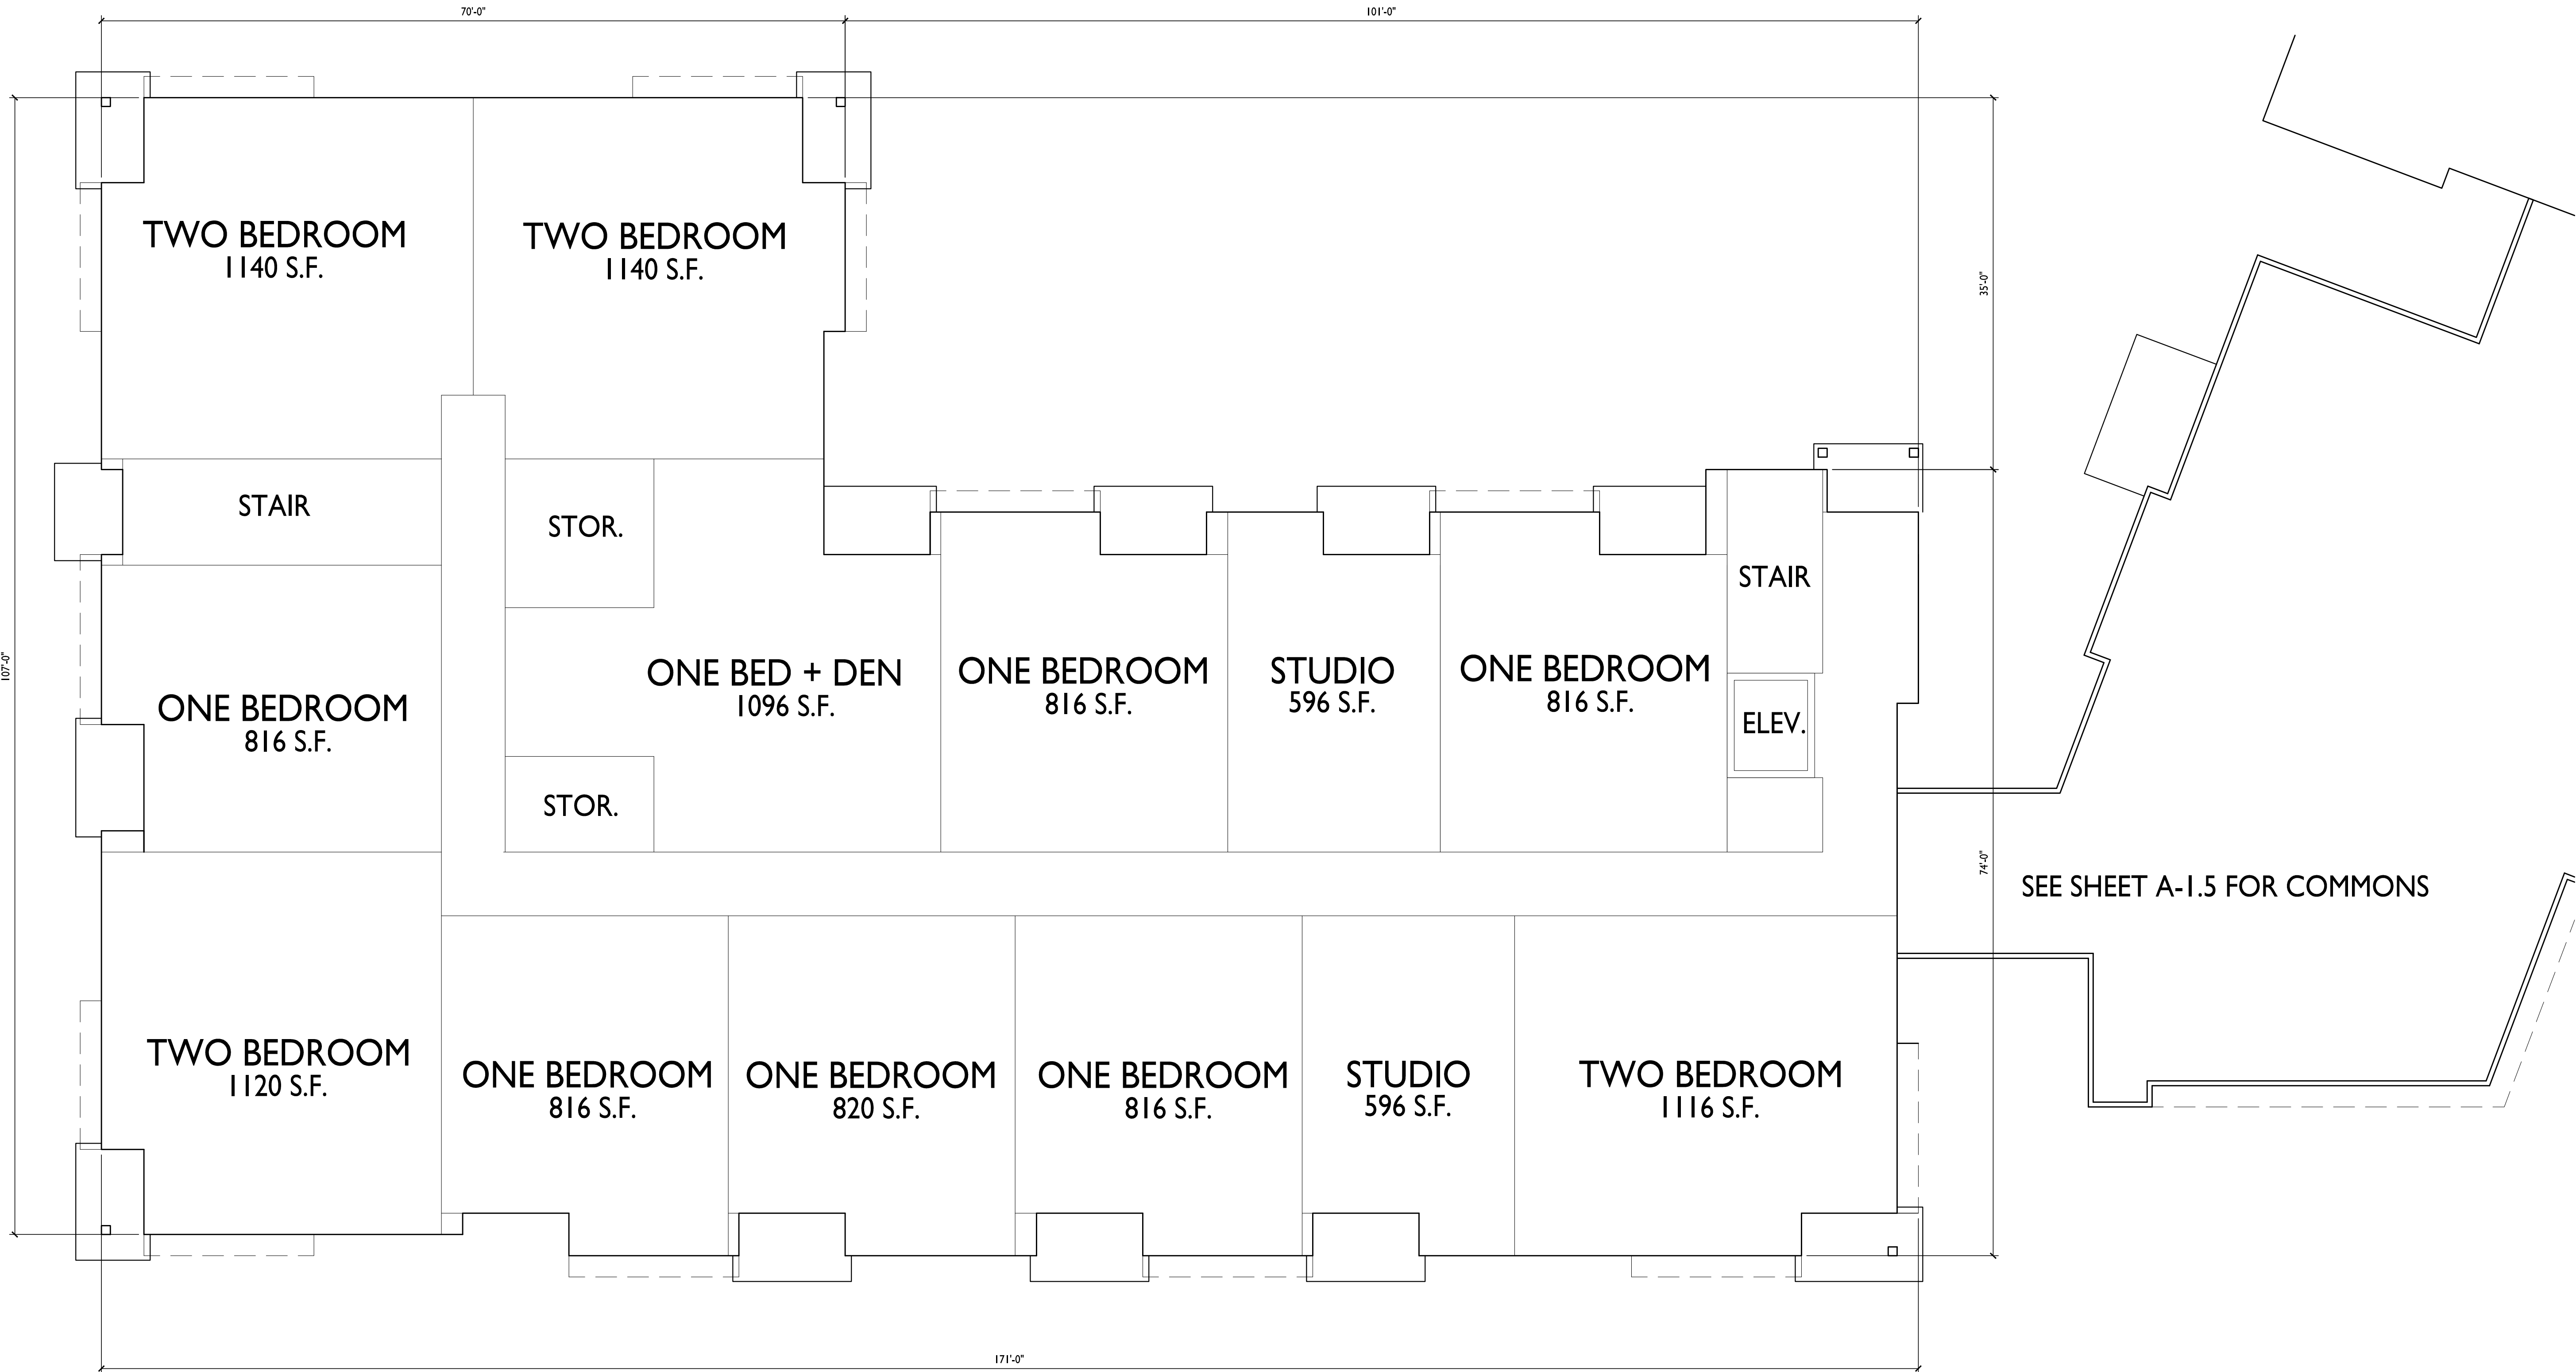 70'-0"
101'-0"
TWO BEDROOM
1140 S.F.
TWO BEDROOM
1140 S.F.
35'-0"
STAIR
STOR.
STAIR
107'-0"
ONE BEDROOM
816 S.F.
ONE BED + DEN
1096 S.F.
ONE BEDROOM
816 S.F.
STUDIO
596 S.F.
ONE BEDROOM
816 S.F.
ELEV.
STOR.
74'-0"
SEE SHEET A-1.5 FOR COMMONS
TWO BEDROOM
1120 S.F.
ONE BEDROOM
816 S.F.
ONE BEDROOM
820 S.F.
ONE BEDROOM
816 S.F.
STUDIO
596 S.F.
TWO BEDROOM
1116 S.F.
171'-0"